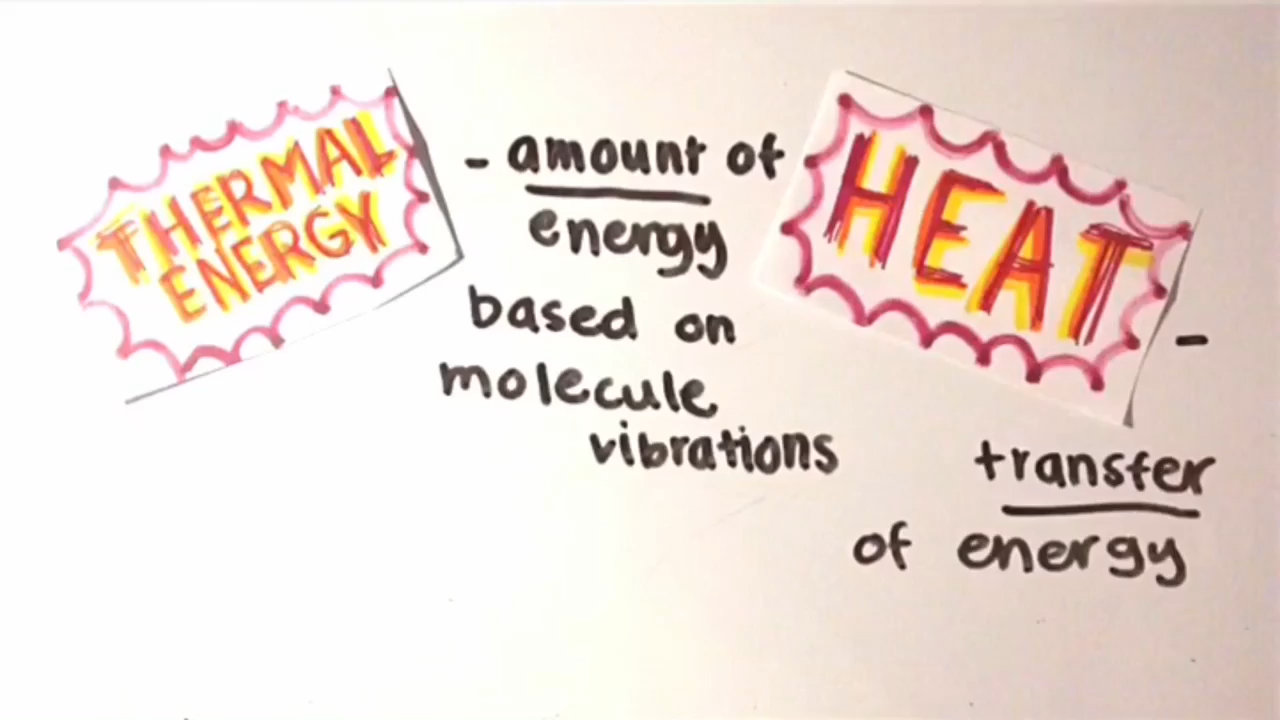 THERMAL
ENERGY
- amount of
energy
based on
molecule
vibrations
HEAT -
transfer
of energy